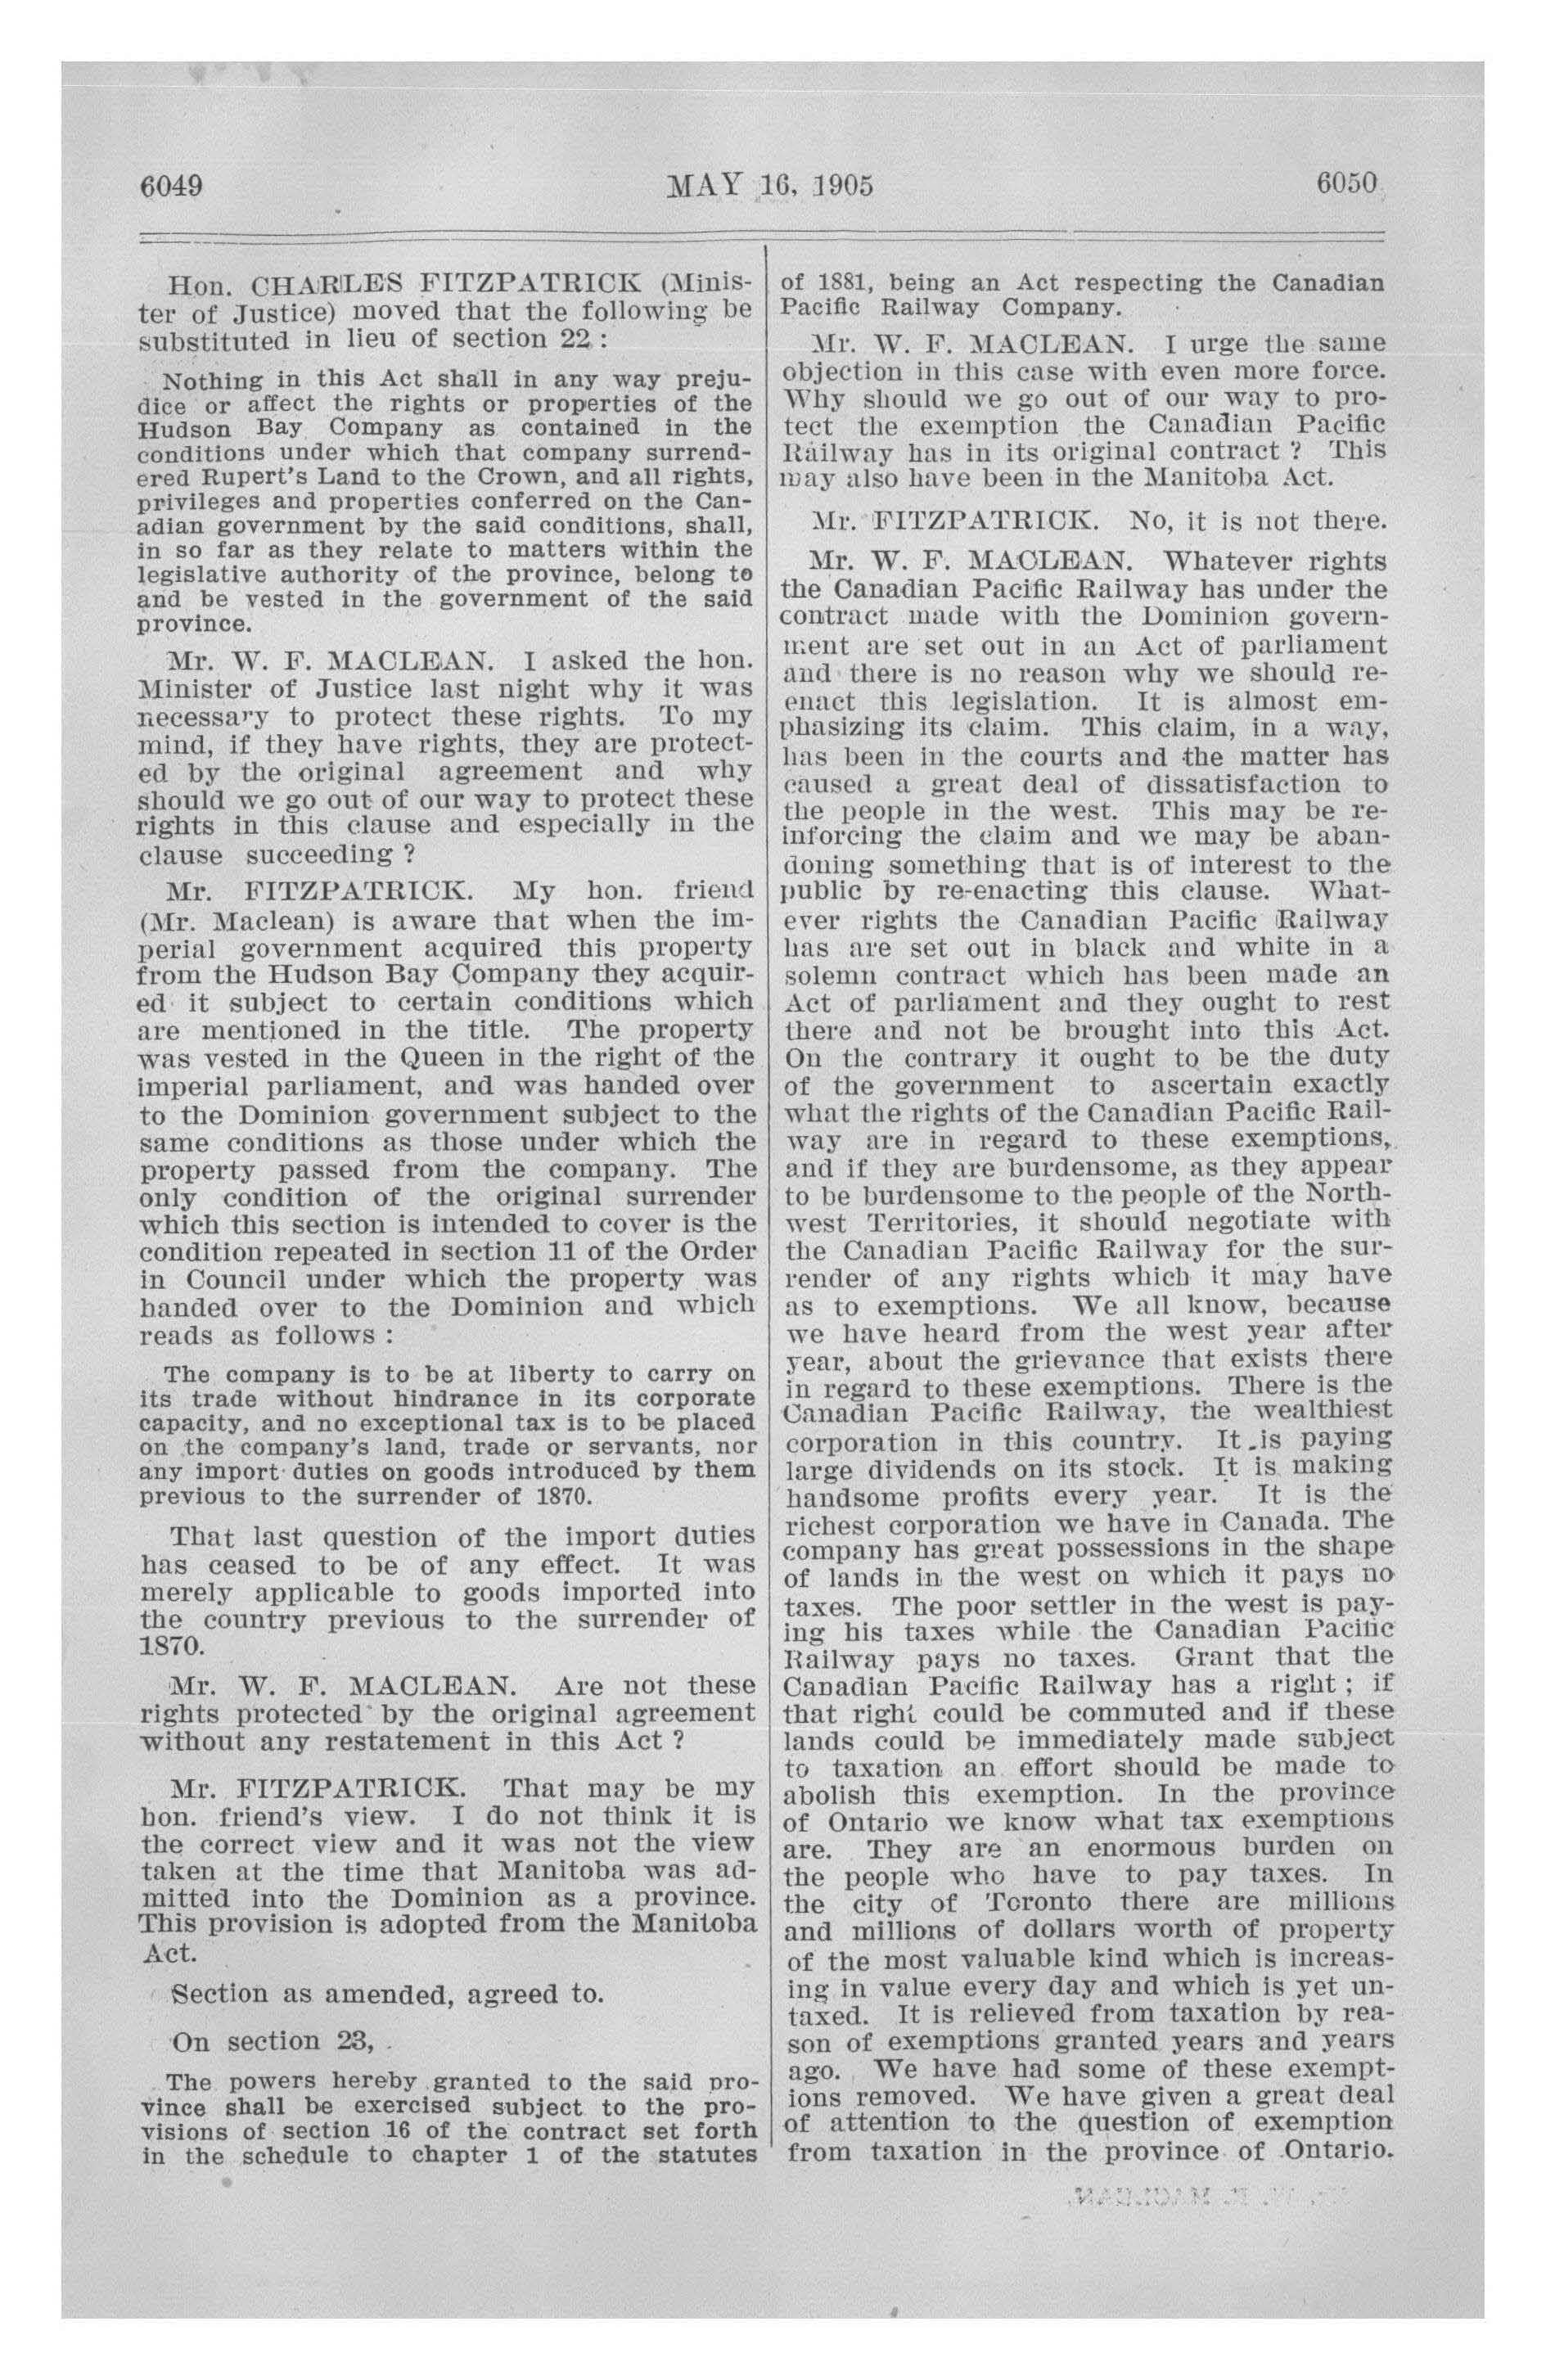 6049
MAY 16, 1905
6050
Hon. CHARLES FITZPATRICK (Minis-
ter of Justice) moved that the following be
substituted in lieu of section 22 :
Nothing in this Act shall in any way preju-
dice or affect the rights or properties of the
Hudson Bay Company as contained in the
conditions under which that company surrend-
ered Rupert's Land to the Crown, and all rights,
privileges and properties conferred on the Can-
adian government by the said conditions, shall,
in so far as they relate to matters within the
legislative authority of the province, belong to
and be vested in the government of the said
province.
Mr. W. F. MACLEAN. I asked the hon.
Minister of Justice last night why it was
necessary to protect these rights. To my
mind, if they have rights, they are protect-
ed by the original agreement and why
should we go out of our way to protect these
rights in this clause and especially in the
clause succeeding ?
Mr. FITZPATRICK. My hon. friend
(Mr. Maclean) is aware that when the im-
perial government acquired this property
from the Hudson Bay Company they acquir-
ed it subject to certain conditions which
are mentioned in the title. The property
was vested in the Queen in the right of the
imperial parliament, and was handed over
to the Dominion government subject to the
same conditions as those under which the
property passed from the company. The
only condition of the original surrender
which this section is intended to cover is the
condition repeated in section 11 of the Order
in Council under which the property was
handed over to the Dominion and which
reads as follows :
The company is to be at liberty to carry on
its trade without hindrance in its corporate
capacity, and no exceptional tax is to be placed
on the company's land, trade or servants, nor
any import duties on goods introduced by them
previous to the surrender of 1870.
That last question of the import duties
has ceased to be of any effect. It was
merely applicable to goods imported into
the country previous to the surrender of
1870.
Mr. W. F. MACLEAN. Are not these
rights protected by the original agreement
without any restatement in this Act ?
Mr. FITZPATRICK. That may be my
hon. friend's view. I do not think it is
the correct view and it was not the view
taken at the time that Manitoba was ad-
mitted into the Dominion as a province.
This provision is adopted from the Manitoba
Act.
Section as amended, agreed to.
On section 23,
The powers hereby granted to the said pro-
vince shall be exercised subject to the pro-
visions of section 16 of the contract set forth
in the schedule to chapter 1 of the statutes
of 1881, being an Act respecting the Canadian
Pacific Railway Company.
Mr. W. F. MACLEAN. I urge the same
objection in this case with even more force.
Why should we go out of our way to pro-
tect the exemption the Canadian Pacific
Railway has in its original contract ? This
may also have been in the Manitoba Act.
Mr. FITZPATRICK. No, it is not there.
Mr. W. F. MACLEAN. Whatever rights
the Canadian Pacific Railway has under the
contract made with the Dominion govern-
ment are set out in an Act of parliament
and there is no reason why we should re-
enact this legislation. It is almost em-
phasizing its claim. This claim, in a way,
has been in the courts and the matter has
caused a great deal of dissatisfaction to
the people in the west. This may be re-
inforcing the claim and we may be aban-
doning something that is of interest to the
public by re-enacting this clause. What-
ever rights the Canadian Pacific Railway
has are set out in black and white in a
solemn contract which has been made an
Act of parliament and they ought to rest
there and not be brought into this Act.
On the contrary it ought to be the duty
of the government to ascertain exactly
what the rights of the Canadian Pacific Rail-
way are in regard to these exemptions,
and if they are burdensome, as they appear
to be burdensome to the people of the North-
west Territories, it should negotiate with
the Canadian Pacific Railway for the sur-
render of any rights which it may have
as to exemptions. We all know, because
we have heard from the west year after
year, about the grievance that exists there
in regard to these exemptions. There is the
Canadian Pacific Railway, the wealthiest
corporation in this country. It is paying
large dividends on its stock. It is making
handsome profits every year. It is the
richest corporation we have in Canada. The
company has great possessions in the shape
of lands in the west on which it pays no
taxes. The poor settler in the west is pay-
ing his taxes while the Canadian Pacific
Railway pays no taxes. Grant that the
Canadian Pacific Railway has a right ; if
that right could be commuted and if these
lands could be immediately made subject
to taxation an effort should be made to
abolish this exemption. In the province
of Ontario we know what tax exemptions
are. They are an enormous burden on
the people who have to pay taxes. In
the city of Toronto there are millions
and millions of dollars worth of property
of the most valuable kind which is increas-
ing in value every day and which is yet un-
taxed. It is relieved from taxation by rea-
son of exemptions granted years and years
ago. We have had some of these exempt-
ions removed. We have given a great deal
of attention to the question of exemption
from taxation in the province of Ontario.